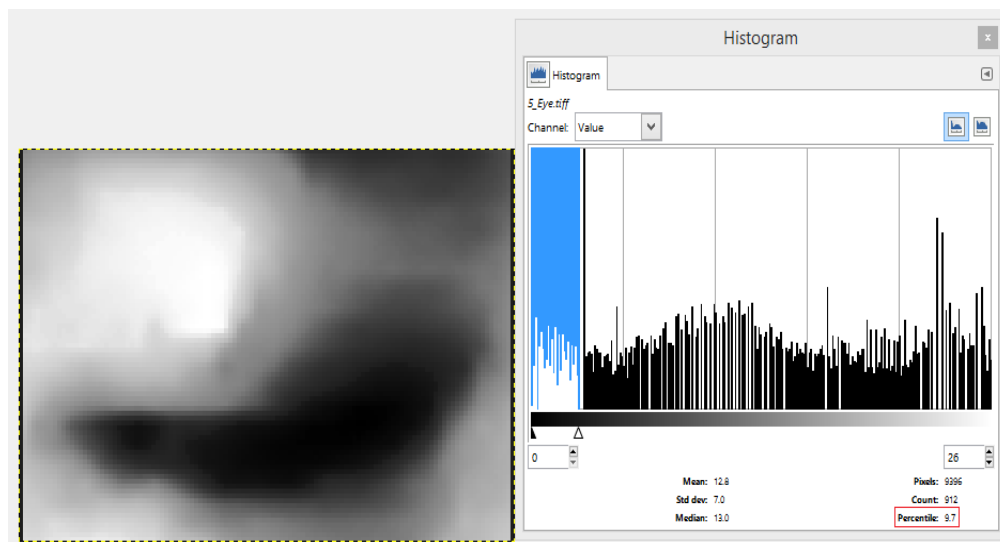 Histogram
x
Histogram
5_Eye.tiff
Channel: Value
0 26
Mean: 12.8 Pixels: 9396
Std dev: 7.0 Count: 912
Median: 13.0 Percentile: 9.7